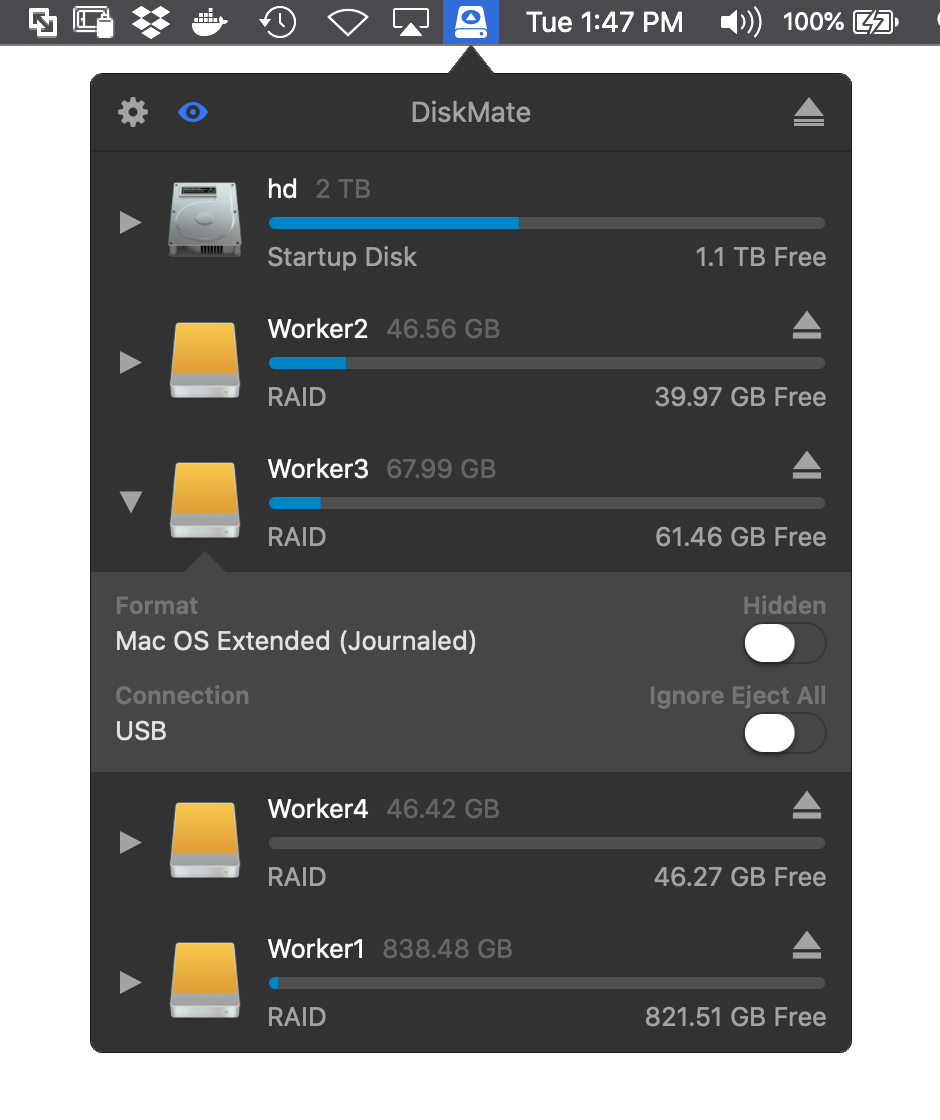 Tue 1:47 PM 100%
DiskMate
hd 2 TB
Startup Disk 1.1 TB Free
Worker2 46.56 GB
RAID 39.97 GB Free
Worker3 67.99 GB
RAID 61.46 GB Free
Format Hidden
Mac OS Extended (Journaled)
Connection Ignore Eject All
USB
Worker4 46.42 GB
RAID 46.27 GB Free
Worker1 838.48 GB
RAID 821.51 GB Free